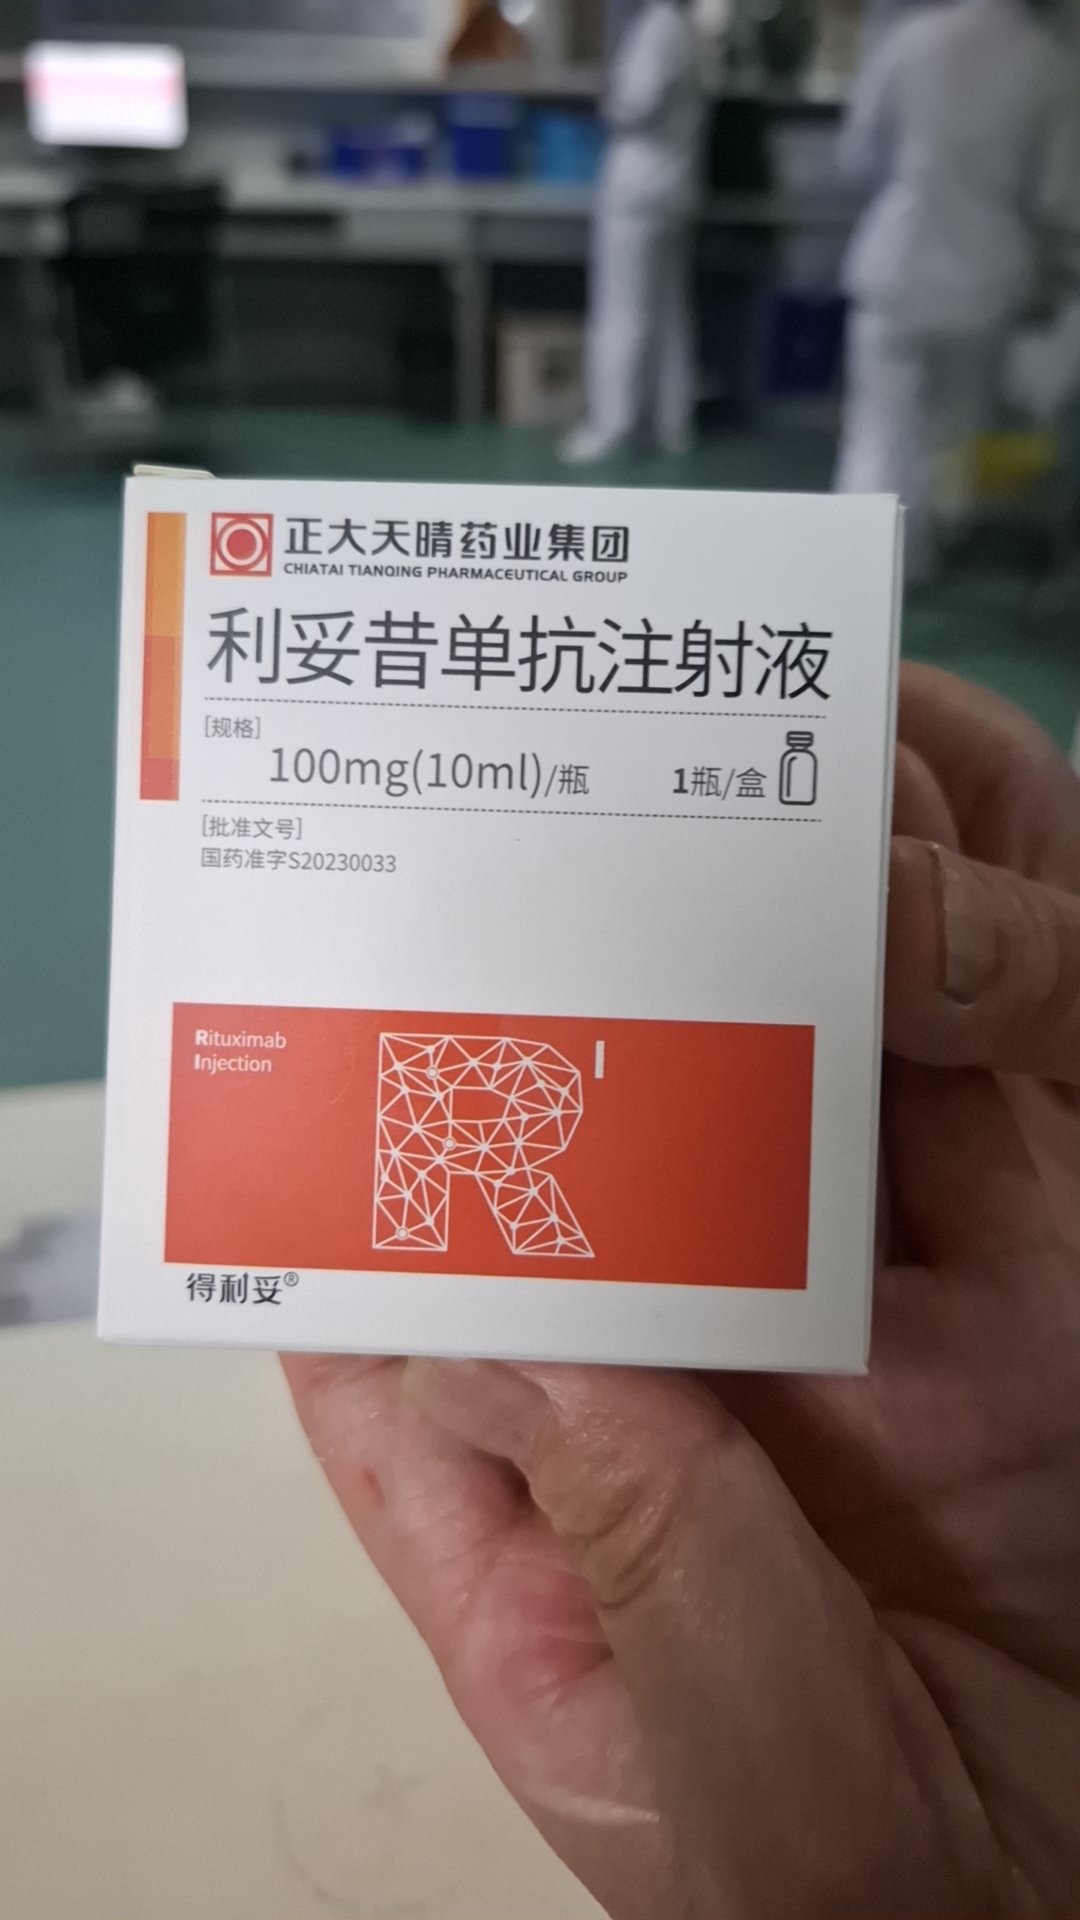 正大天晴药业集团
CHIATAI TIANQING PHARMACEUTICAL GROUP
利妥昔单抗注射液
[规格]
100mg(10ml)/瓶 1瓶/盒
[批准文号]
国药准字S20230033
Rituximab
Injection
得利妥®